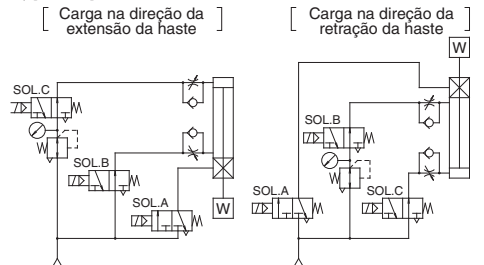 Carga na direção da
extensão da haste
SOL.C
SOL.B
SOL.A
W
Carga na direção da
retração da haste
W
SOL.B
SOL.A
SOL.C